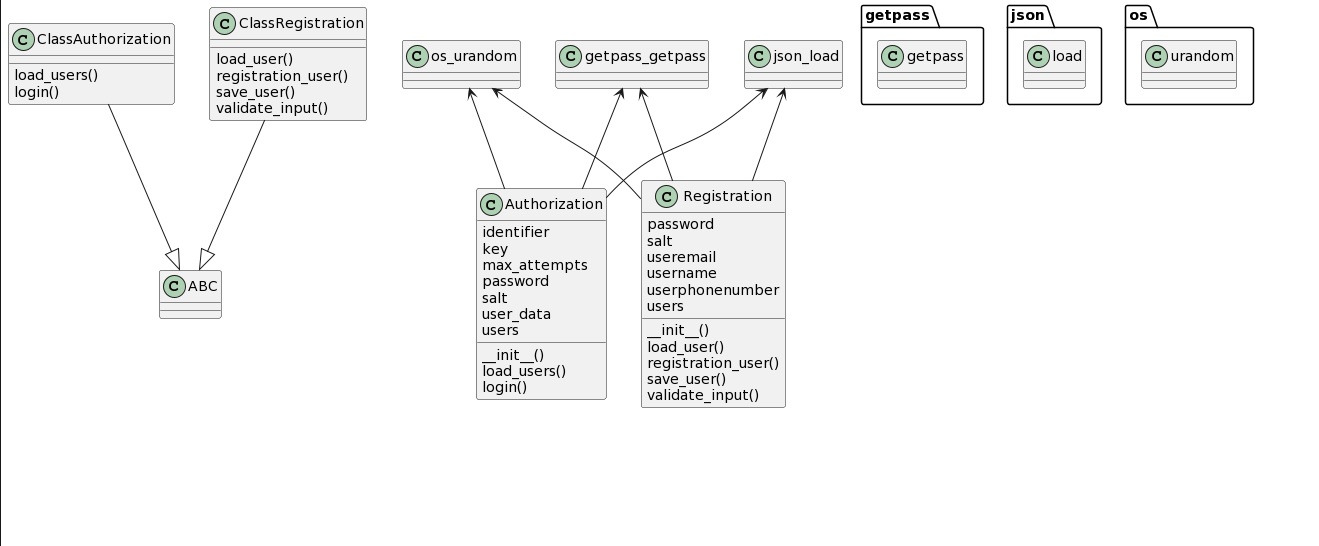 ClassAuthorization
load_users()
login()
ClassRegistration
load_user()
registration_user()
save_user()
validate_input()
ABC
os_urandom
getpass_getpass
json_load
Authorization
identifier
key
max_attempts
password
salt
user_data
users
__init__()
load_users()
login()
Registration
password
salt
useremail
username
userphonenumber
users
__init__()
load_user()
registration_user()
save_user()
validate_input()
getpass
getpass
json
load
os
urandom